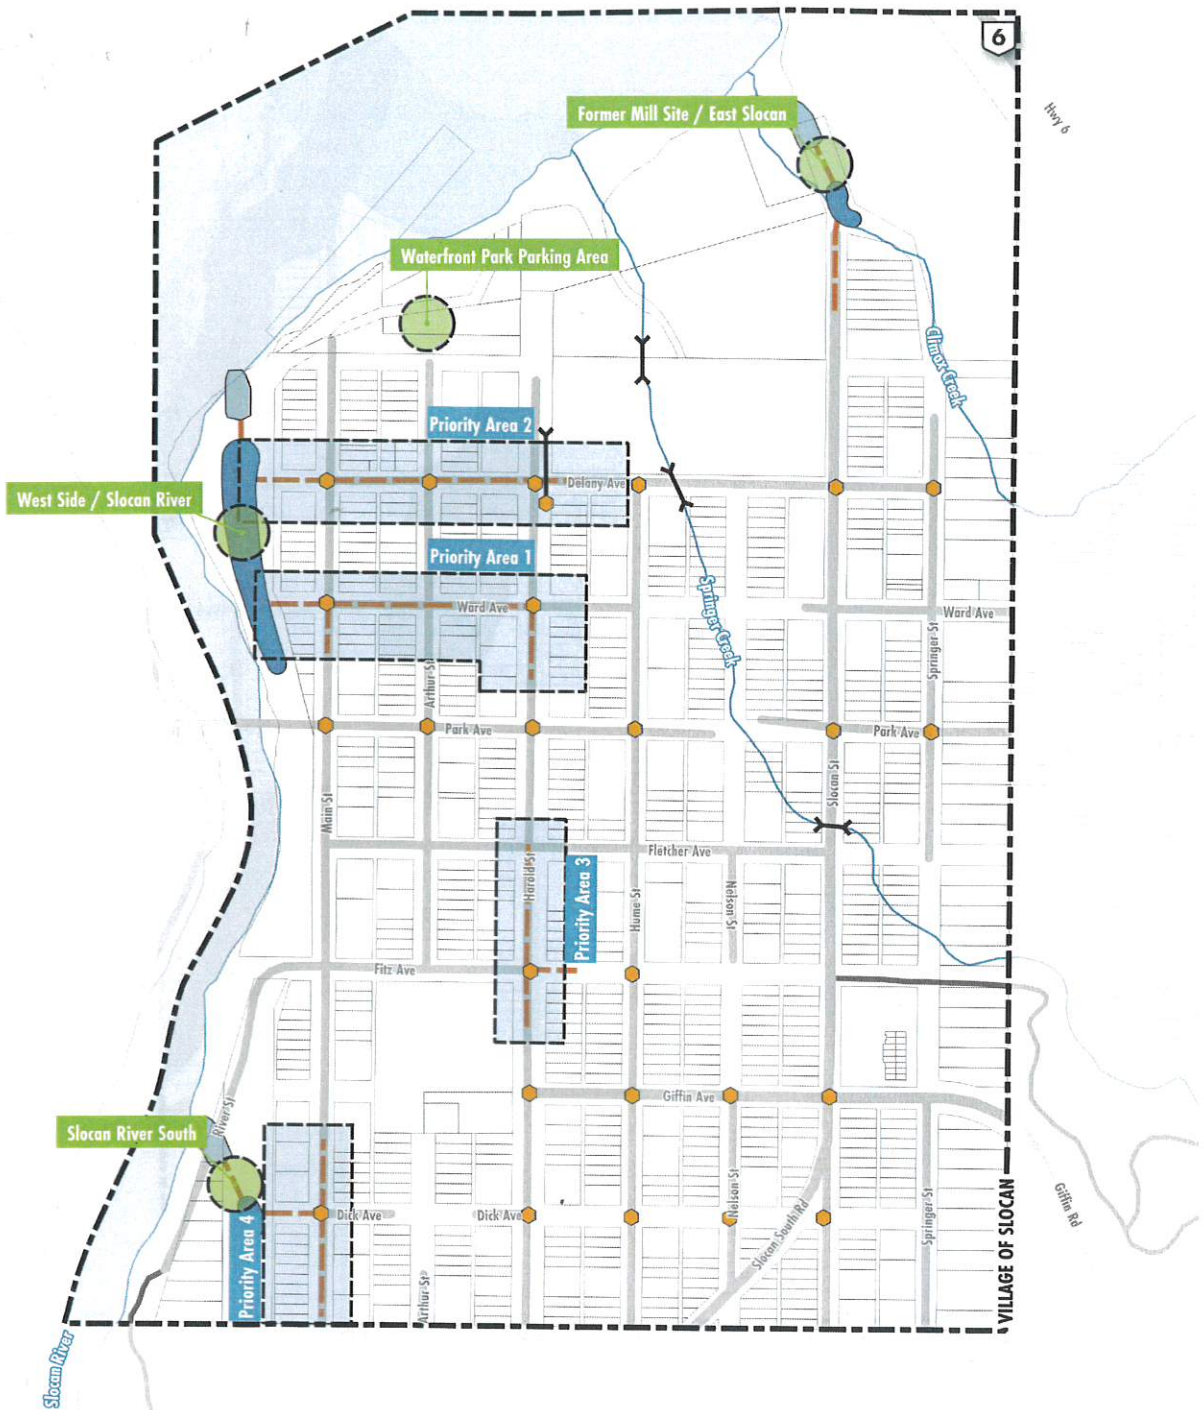 6
Hwy 6
Former Mill Site / East Slocan
Waterfront Park Parking Area
Climax Creek
Priority Area 2
Delany Ave
West Side / Slocan River
Priority Area 1
Ward Ave
Ward Ave
Springer Creek
Springer St
Arthur St
Park Ave
Park Ave
Slocan St
Main St
Fletcher Ave
Harold St
Priority Area 3
Hume St
Nelson St
Fitz Ave
Giffin Ave
River St
Slocan River South
Nelson St
Springer St
Giffin Rd
VILLAGE OF SLOCAN
Dick Ave
Dick Ave
Slocan South Rd
Priority Area 4
Arthur St
Slocan River